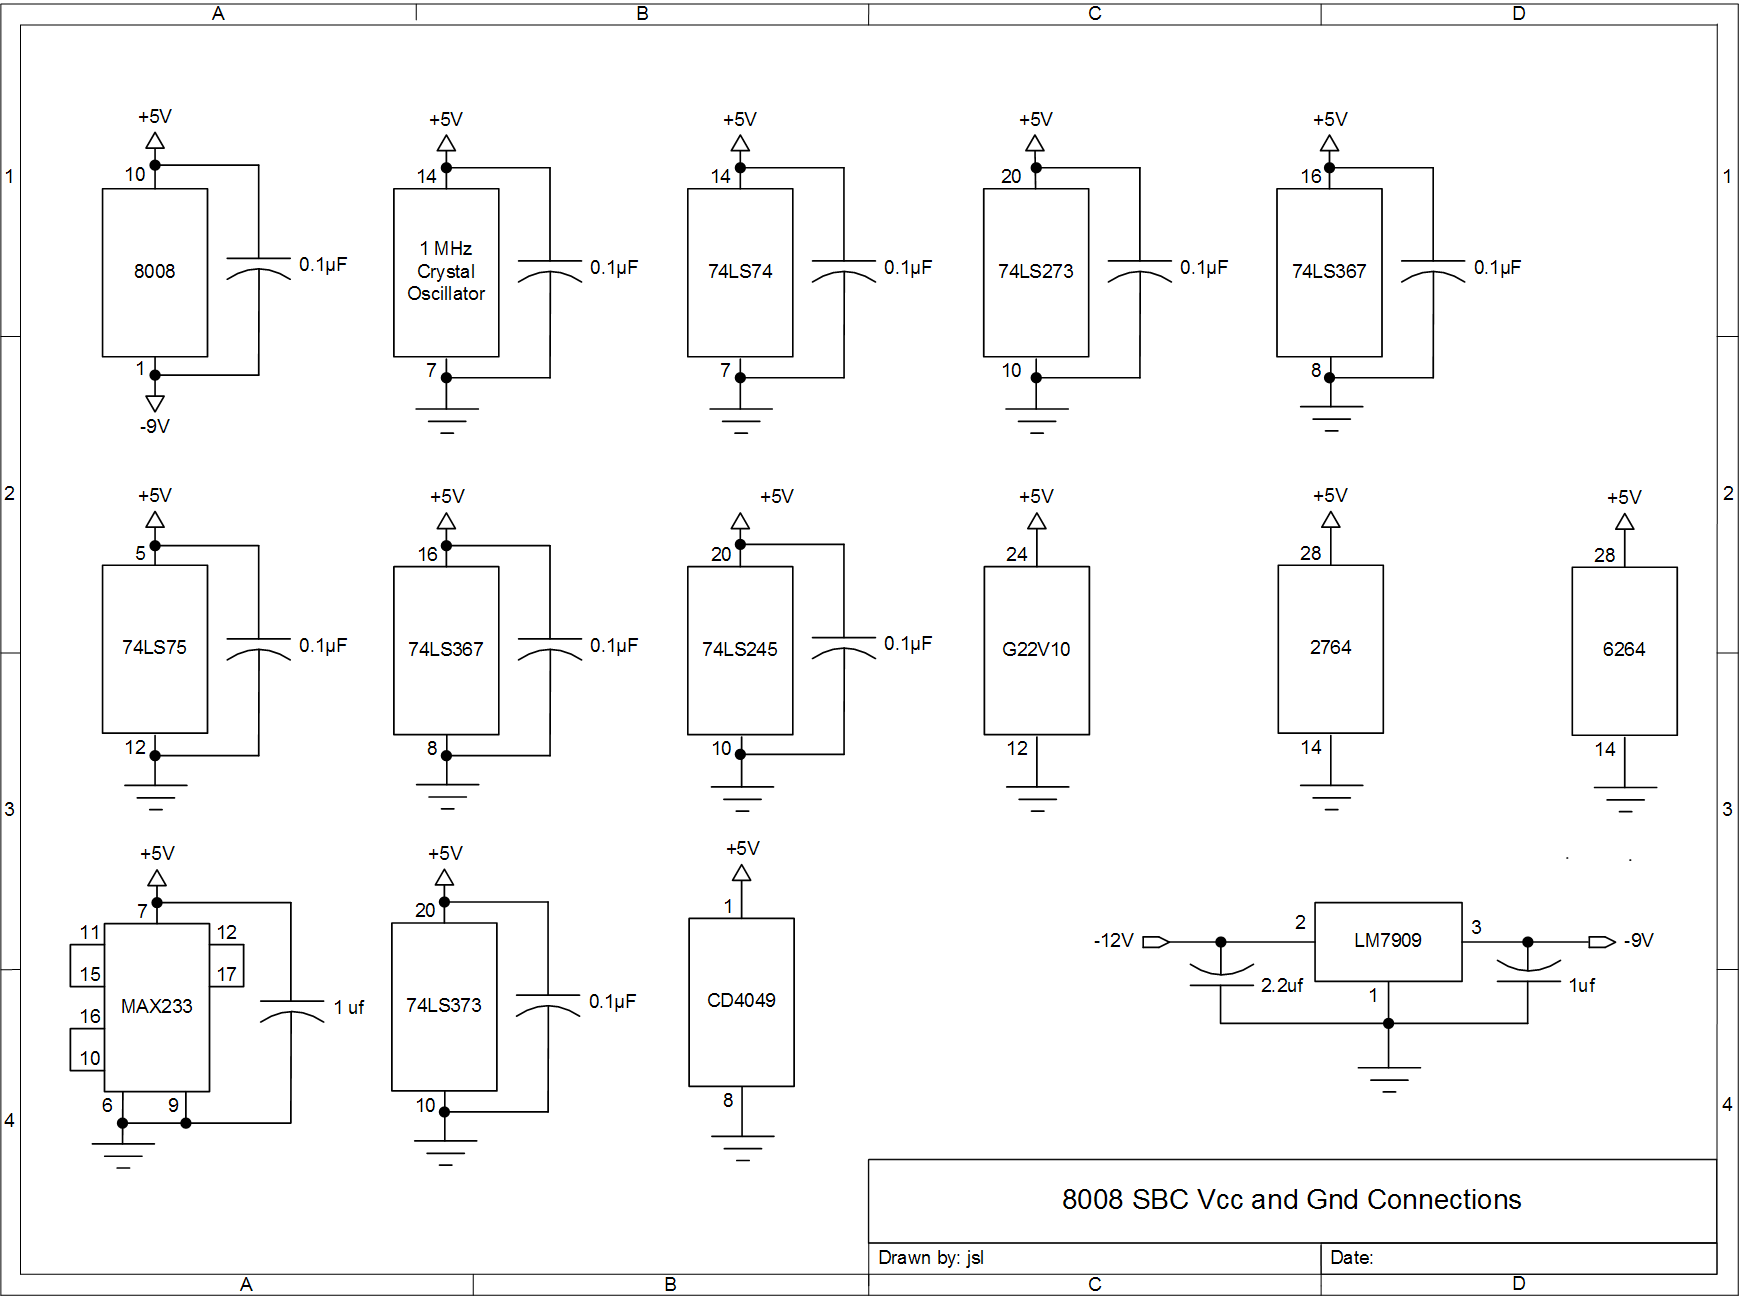 A
B
C
D
1
1
+5V
10
8008
0.1µF
1
-9V
+5V
14
1 MHz
Crystal
Oscillator
0.1µF
7
+5V
14
74LS74
0.1µF
7
+5V
20
74LS273
0.1µF
10
+5V
16
74LS367
0.1µF
8
2
2
+5V
5
74LS75
0.1µF
12
+5V
16
74LS367
0.1µF
8
+5V
20
74LS245
0.1µF
10
+5V
24
G22V10
12
+5V
28
2764
14
+5V
28
6264
14
3
3
+5V
7
11
12
15
17
MAX233
16
10
1 uf
6
9
+5V
20
74LS373
0.1µF
10
+5V
1
CD4049
8
-12V
2
LM7909
3
-9V
2.2uf
1
1uf
4
4
8008 SBC Vcc and Gnd Connections
Drawn by: jsl
Date:
A
B
C
D